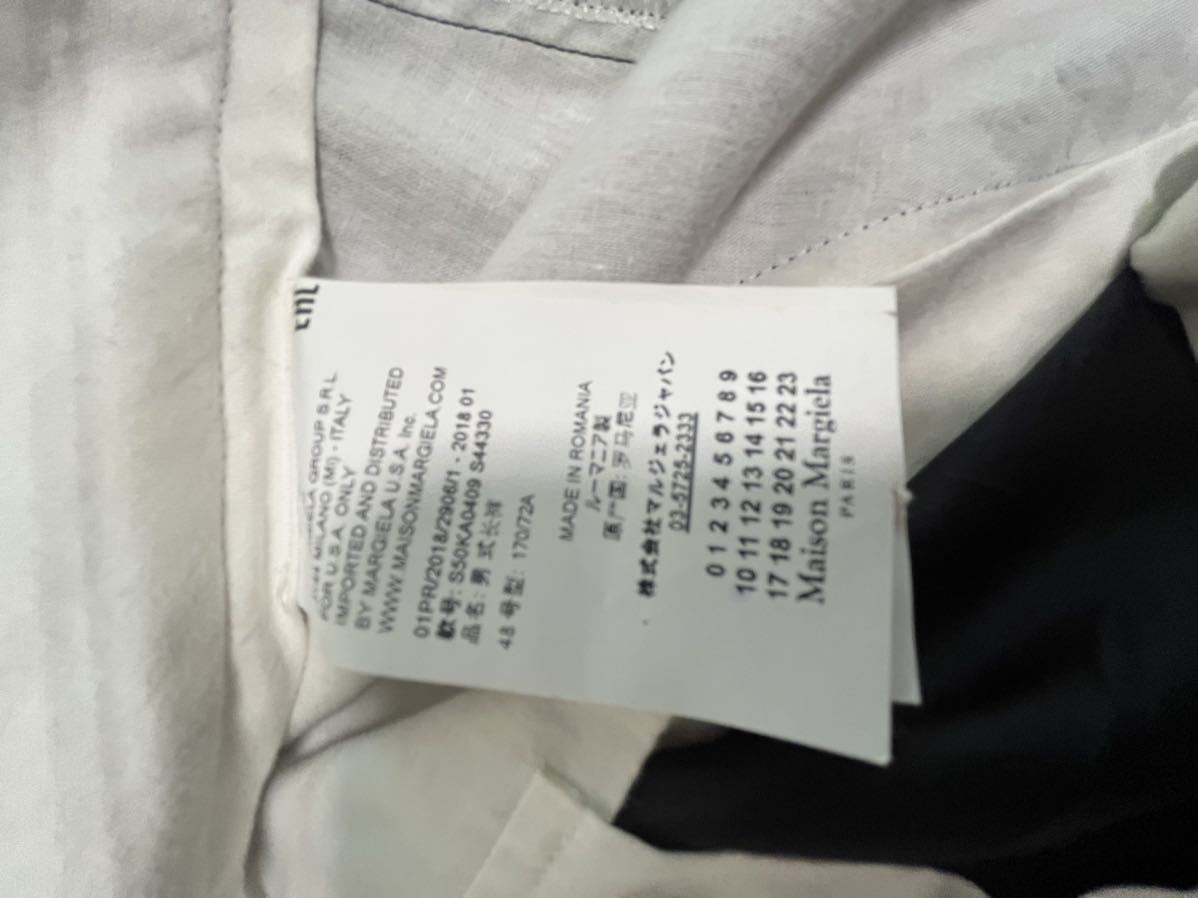 GROUP S.R.L
MILANO (MI) - ITALY
FOR U.S.A. ONLY
IMPORTED AND DISTRIBUTED
BY MARGIELA U.S.A. Inc.
WWW.MAISONMARGIELA.COM
01PR/2018/2906/1 - 2018 01
款号: S50KA0409 S44330
品名: 男式长裤
48 号型: 170/72A
MADE IN ROMANIA
ルーマニア製
原产国: 罗马尼亚
株式会社マルジェラジャパン
03-5725-2333
0 1 2 3 4 5 6 7 8 9
10 11 12 13 14 15 16
17 18 19 20 21 22 23
Maison Margiela
PARIS